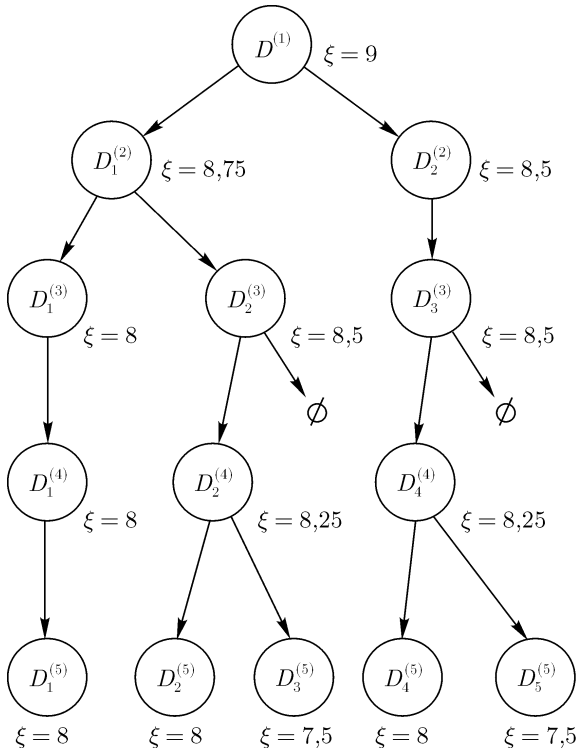 D^{(1)} ξ = 9
D_1^{(2)} ξ = 8,75 D_2^{(2)} ξ = 8,5
D_1^{(3)} ξ = 8 D_2^{(3)} ξ = 8,5 D_3^{(3)} ξ = 8,5
∅ ∅
D_1^{(4)} ξ = 8 D_2^{(4)} ξ = 8,25 D_4^{(4)} ξ = 8,25
D_1^{(5)} D_2^{(5)} D_3^{(5)} D_4^{(5)} D_5^{(5)}
ξ = 8 ξ = 8 ξ = 7,5 ξ = 8 ξ = 7,5